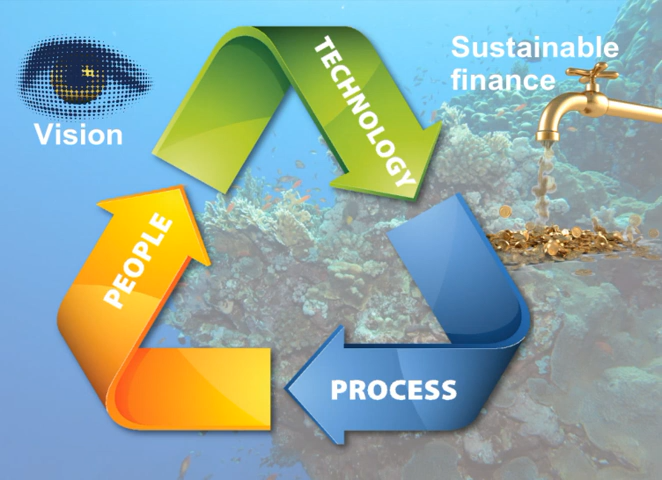 Vision
Sustainable
finance
TECHNOLOGY
PEOPLE
PROCESS